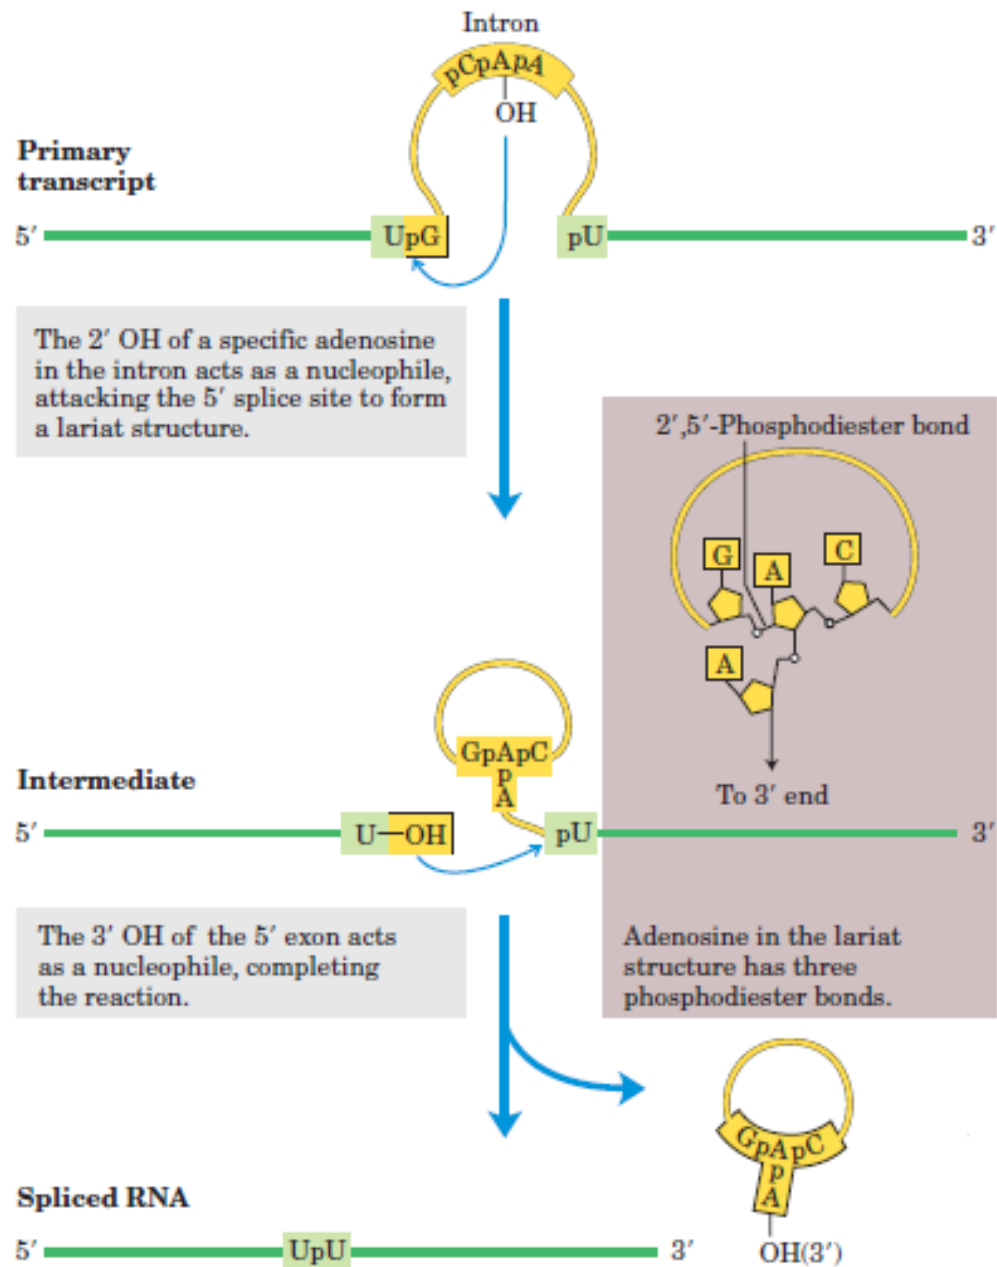 Intron
pCpApA
OH
Primary
transcript
5′
UpG
pU
3′
The 2′ OH of a specific adenosine
in the intron acts as a nucleophile,
attacking the 5′ splice site to form
a lariat structure.
2′,5′-Phosphodiester bond
G
A
C
A
To 3′ end
GpApC
p
A
Intermediate
5′
U—OH
pU
3′
The 3′ OH of the 5′ exon acts
as a nucleophile, completing
the reaction.
Adenosine in the lariat
structure has three
phosphodiester bonds.
GpApC
p
A
OH(3′)
Spliced RNA
5′
UpU
3′